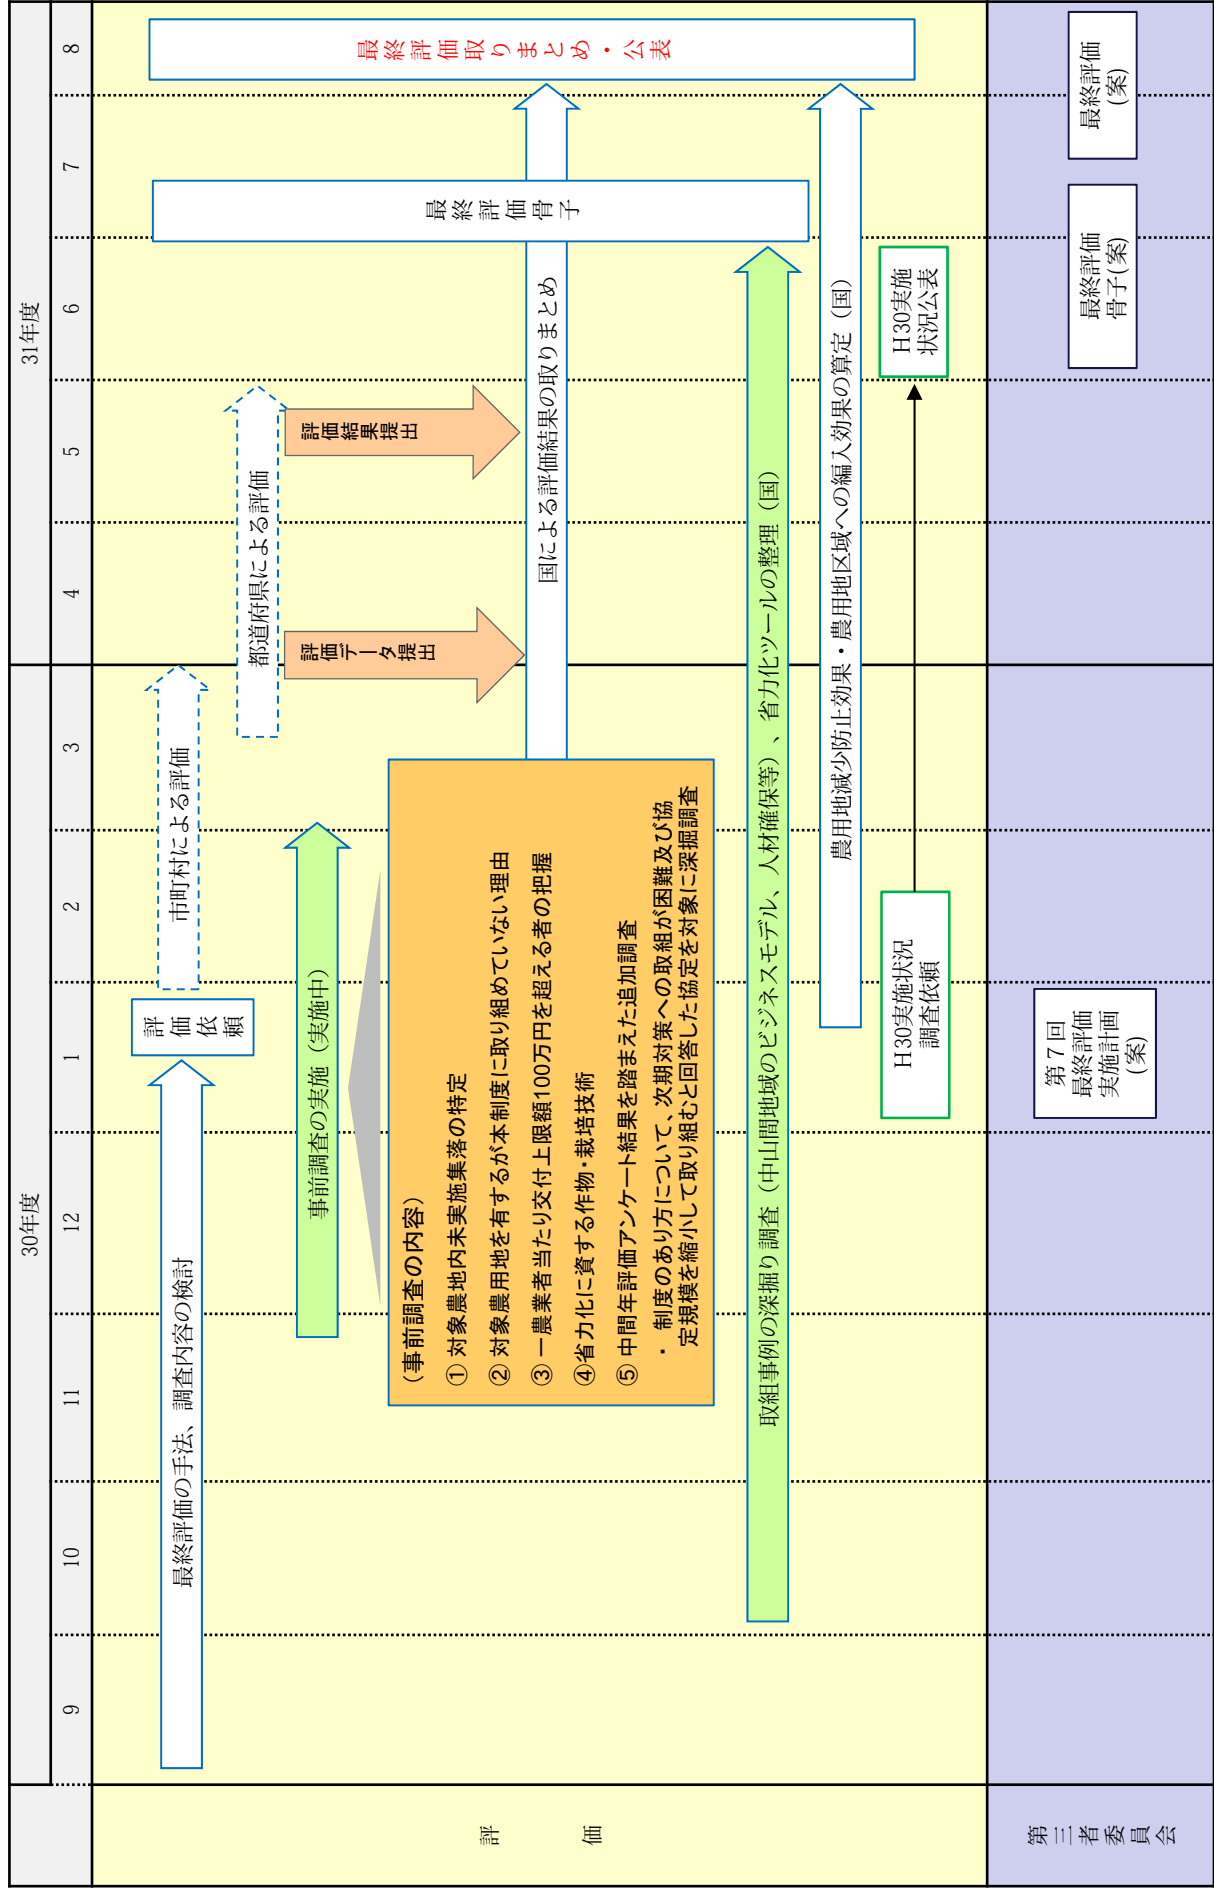 30年度
31年度
9
10
11
12
1
2
3
4
5
6
7
8
評価
最終評価の手法、調査内容の検討
評価
依頼
市町村による評価
都道府県による評価
事前調査の実施（実施中）
評価データ提出
評価結果提出
（事前調査の内容）
① 対象農地内未実施集落の特定
② 対象農用地を有するが本制度に取り組めていない理由
③ 一農業者当たり交付上限額100万円を超える者の把握
④省力化に資する作物・栽培技術
⑤ 中間年評価アンケート結果を踏まえた追加調査
・ 制度のあり方について、次期対策への取組が困難及び協
定規模を縮小して取り組むと回答した協定を対象に深掘調査
国による評価結果の取りまとめ
最終評価骨子
最終評価取りまとめ・公表
取組事例の深掘り調査（中山間地域のビジネスモデル、人材確保等）、省力化ツールの整理（国）
農用地減少防止効果・農用地区域への編入効果の算定（国）
H30実施状況
調査依頼
H30実施
状況公表
第三者委員会
第７回
最終評価
実施計画
(案)
最終評価
骨子(案)
最終評価
(案)